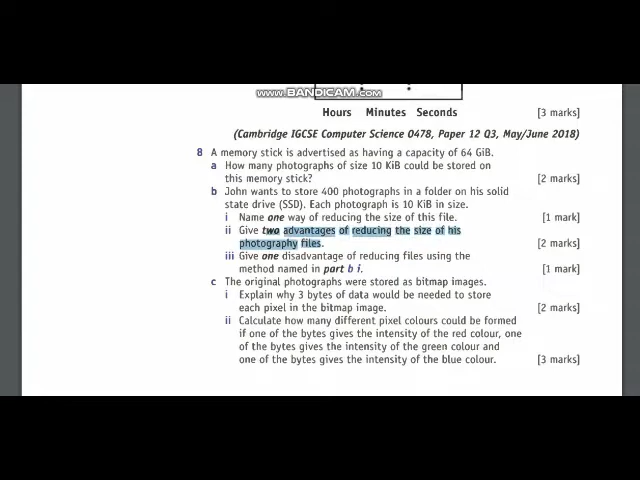 WWW.BANDICAM.COM
Hours Minutes Seconds [3 marks]
(Cambridge IGCSE Computer Science 0478, Paper 12 Q3, May/June 2018)
8 A memory stick is advertised as having a capacity of 64 GiB.
a How many photographs of size 10 KiB could be stored on
this memory stick? [2 marks]
b John wants to store 400 photographs in a folder on his solid
state drive (SSD). Each photograph is 10 KiB in size.
i Name one way of reducing the size of this file. [1 mark]
ii Give two advantages of reducing the size of his
photography files. [2 marks]
iii Give one disadvantage of reducing files using the
method named in part b i. [1 mark]
c The original photographs were stored as bitmap images.
i Explain why 3 bytes of data would be needed to store
each pixel in the bitmap image. [2 marks]
ii Calculate how many different pixel colours could be formed
if one of the bytes gives the intensity of the red colour, one
of the bytes gives the intensity of the green colour and
one of the bytes gives the intensity of the blue colour. [3 marks]